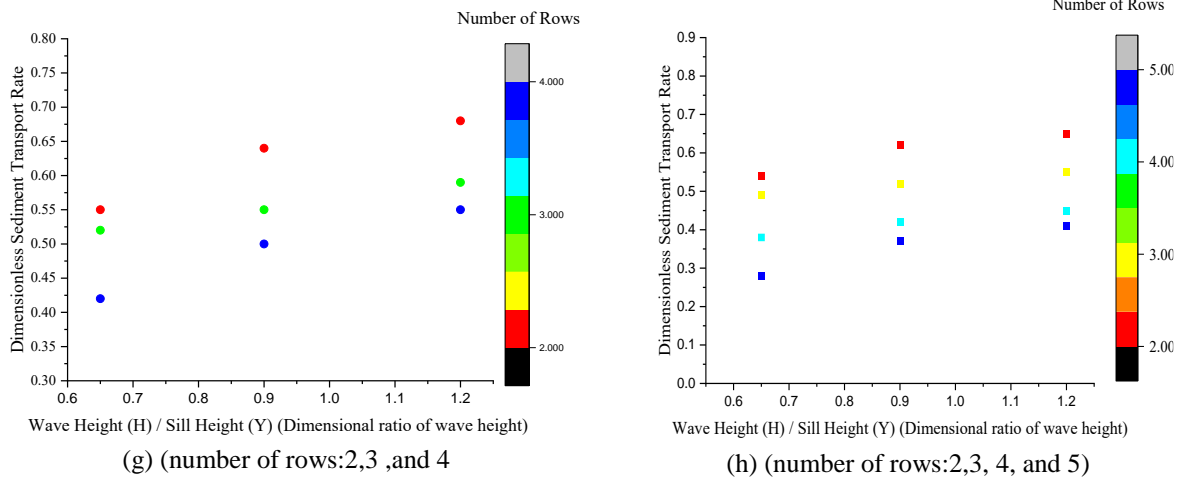 Number of Rows
0.80
0.75
0.70
0.65
0.60
0.55
0.50
0.45
0.40
0.35
0.30
Dimensionless Sediment Transport Rate
0.6 0.7 0.8 0.9 1.0 1.1 1.2
Wave Height (H) / Sill Height (Y) (Dimensional ratio of wave height)
4.000
3.000
2.000
(g) (number of rows:2,3 ,and 4
Number of Rows
0.9
0.8
0.7
0.6
0.5
0.4
0.3
0.2
0.1
0.0
Dimensionless Sediment Transport Rate
0.5 0.6 0.7 0.8 0.9 1.0 1.1 1.2
Wave Height (H) / Sill Height (Y) (Dimensional ratio of wave height)
5.00
4.00
3.00
2.00
(h) (number of rows:2,3, 4, and 5)